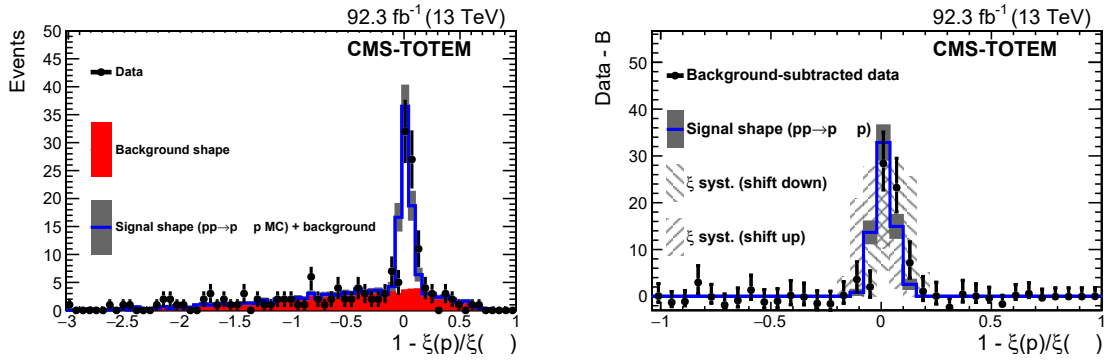 92.3 fb⁻¹ (13 TeV)
CMS-TOTEM
Events
50
45
40
35
30
25
20
15
10
5
0
Data
Background shape
Signal shape (pp→p p MC) + background
−3 −2.5 −2 −1.5 −1 −0.5 0 0.5 1
1 - ξ(p)/ξ( )
92.3 fb⁻¹ (13 TeV)
CMS-TOTEM
Data - B
50
40
30
20
10
0
Background-subtracted data
Signal shape (pp→p p)
ξ syst. (shift down)
ξ syst. (shift up)
−1 −0.5 0 0.5 1
1 - ξ(p)/ξ( )